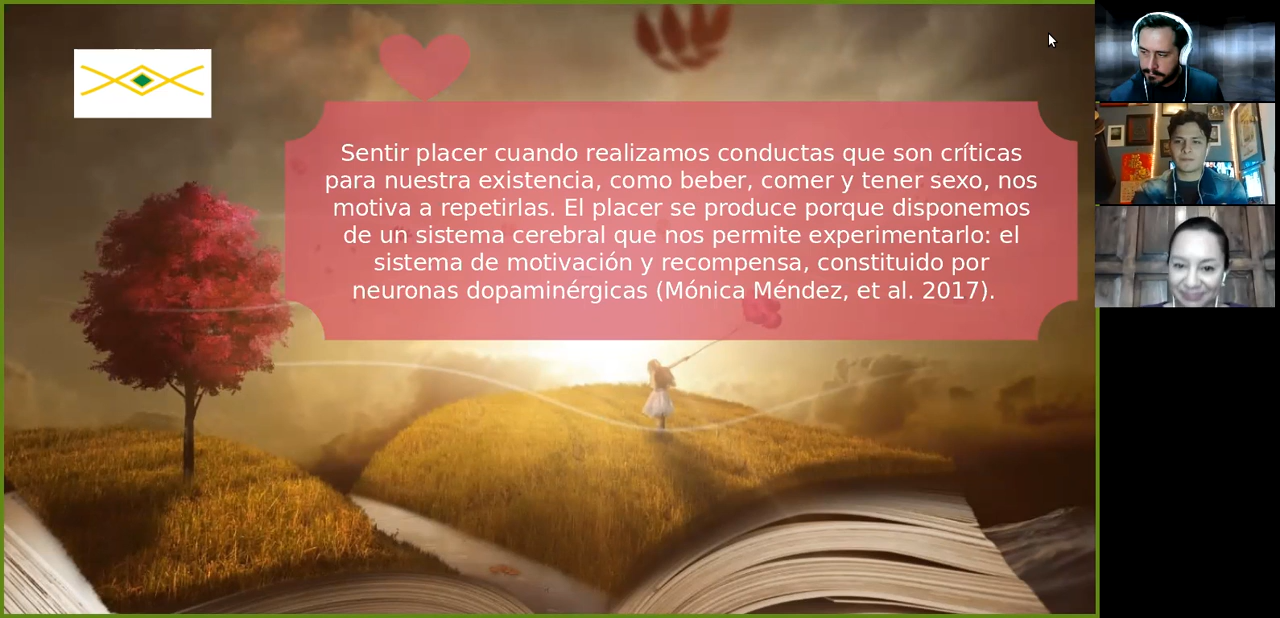 Sentir placer cuando realizamos conductas que son críticas
para nuestra existencia, como beber, comer y tener sexo, nos
motiva a repetirlas. El placer se produce porque disponemos
de un sistema cerebral que nos permite experimentarlo: el
sistema de motivación y recompensa, constituido por
neuronas dopaminérgicas (Mónica Méndez, et al. 2017).